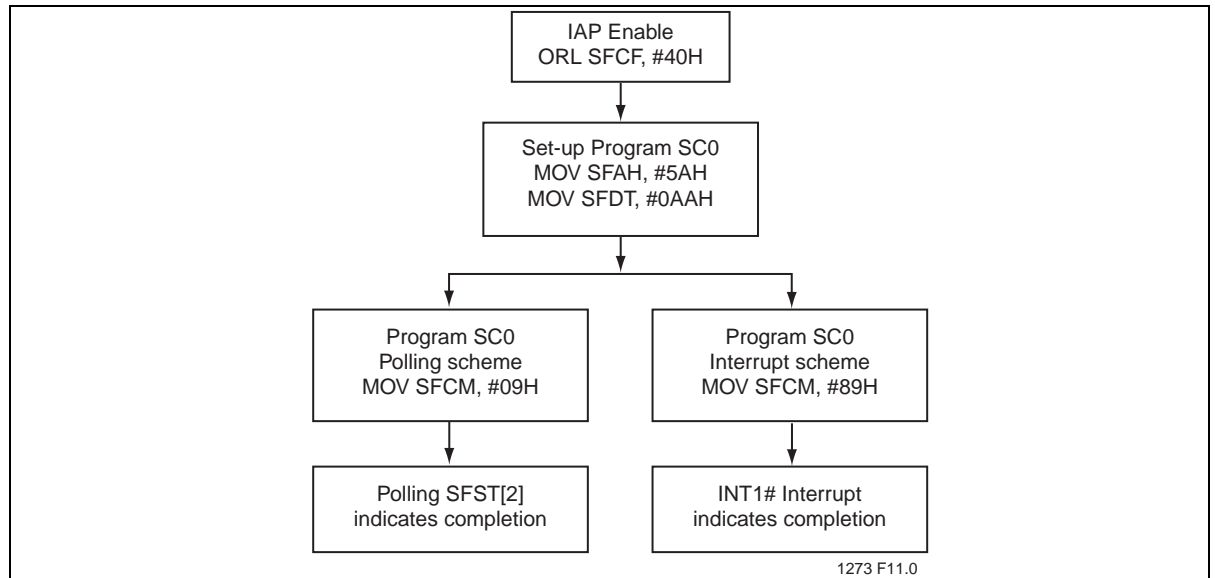 IAP Enable
ORL SFCF, #40H
Set-up Program SC0
MOV SFAH, #5AH
MOV SFDT, #0AAH
Program SC0
Polling scheme
MOV SFCM, #09H
Program SC0
Interrupt scheme
MOV SFCM, #89H
Polling SFST[2]
indicates completion
INT1# Interrupt
indicates completion
1273 F11.0